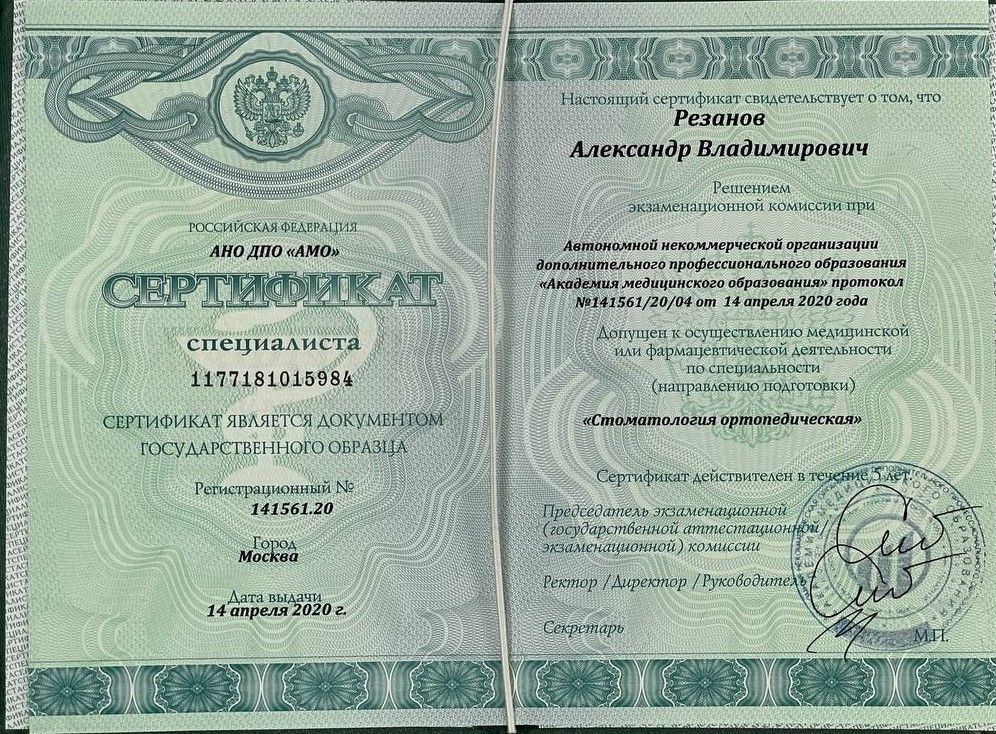 РОССИЙСКАЯ ФЕДЕРАЦИЯ
АНО ДПО «АМО»
СЕРТИФИКАТ
специалиста
1177181015984
СЕРТИФИКАТ ЯВЛЯЕТСЯ ДОКУМЕНТОМ
ГОСУДАРСТВЕННОГО ОБРАЗЦА
Регистрационный №
141561.20
Город
Москва
Дата выдачи
14 апреля 2020 г.
Настоящий сертификат свидетельствует о том, что
Резанов
Александр Владимирович
Решением
экзаменационной комиссии при
Автономной некоммерческой организации
дополнительного профессионального образования
«Академия медицинского образования» протокол
№141561/20/04 от 14 апреля 2020 года
Допущен к осуществлению медицинской
или фармацевтической деятельности
по специальности
(направлению подготовки)
«Стоматология ортопедическая»
Сертификат действителен в течение 5 лет.
Председатель экзаменационной
(государственной аттестационной/
экзаменационной) комиссии
Ректор /Директор /Руководитель
Секретарь
М.П.